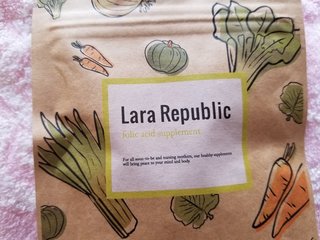 Lara Republic
folic acid supplement
For all soon-to-be and nursing mothers, our healthy supplement
will bring peace to your mind and body.